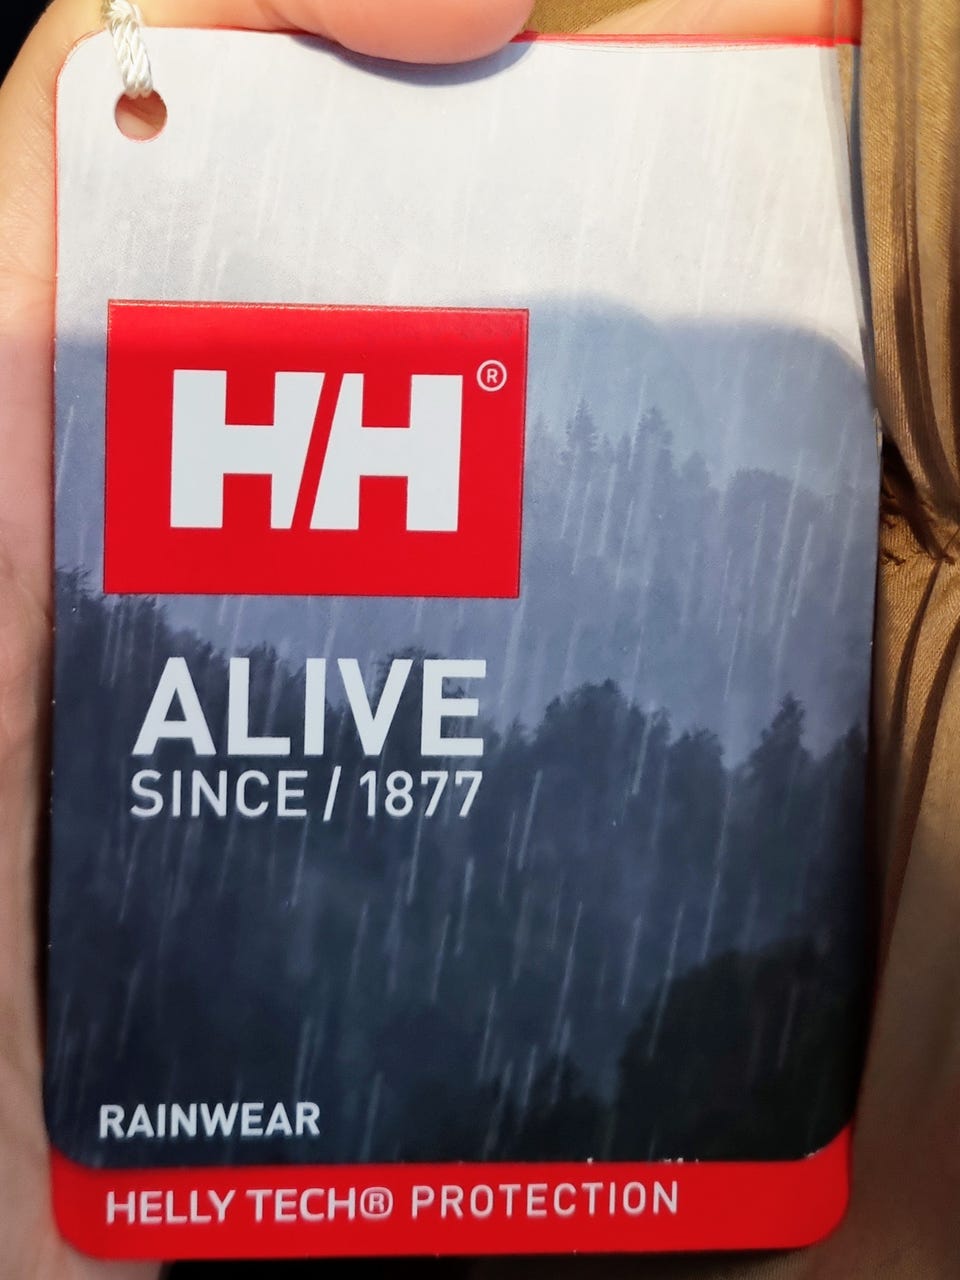 HH®
ALIVE
SINCE / 1877
RAINWEAR
HELLY TECH® PROTECTION